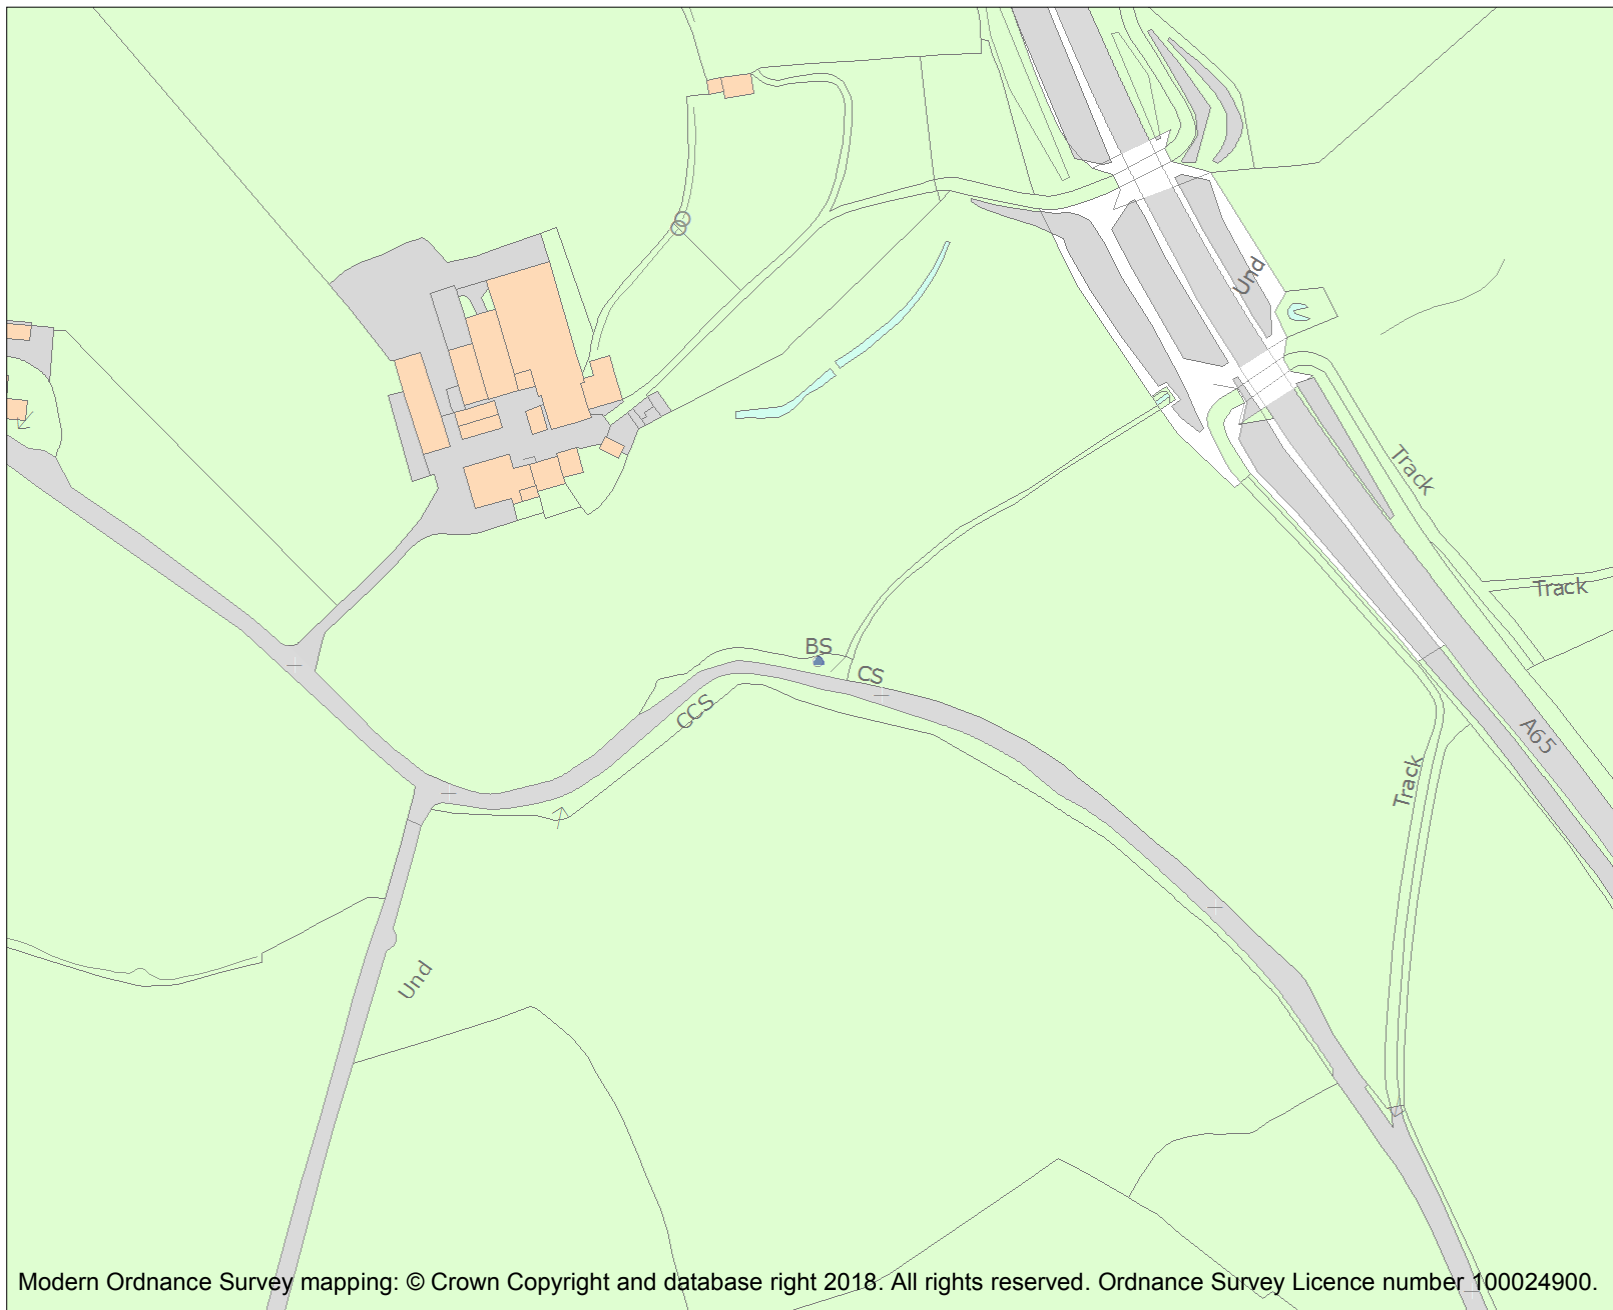 Und
Track
Track
BS
CS
CCS
A65
Track
Und
Modern Ordnance Survey mapping: © Crown Copyright and database right 2018. All rights reserved. Ordnance Survey Licence number 100024900.